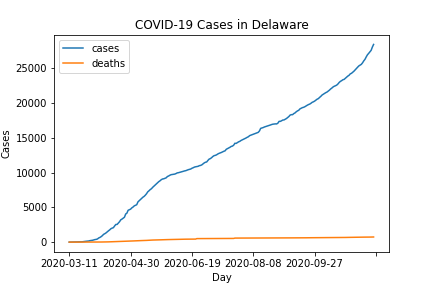 COVID-19 Cases in Delaware
cases
deaths
25000
20000
15000
10000
5000
0
Cases
2020-03-11 2020-04-30 2020-06-19 2020-08-08 2020-09-27
Day